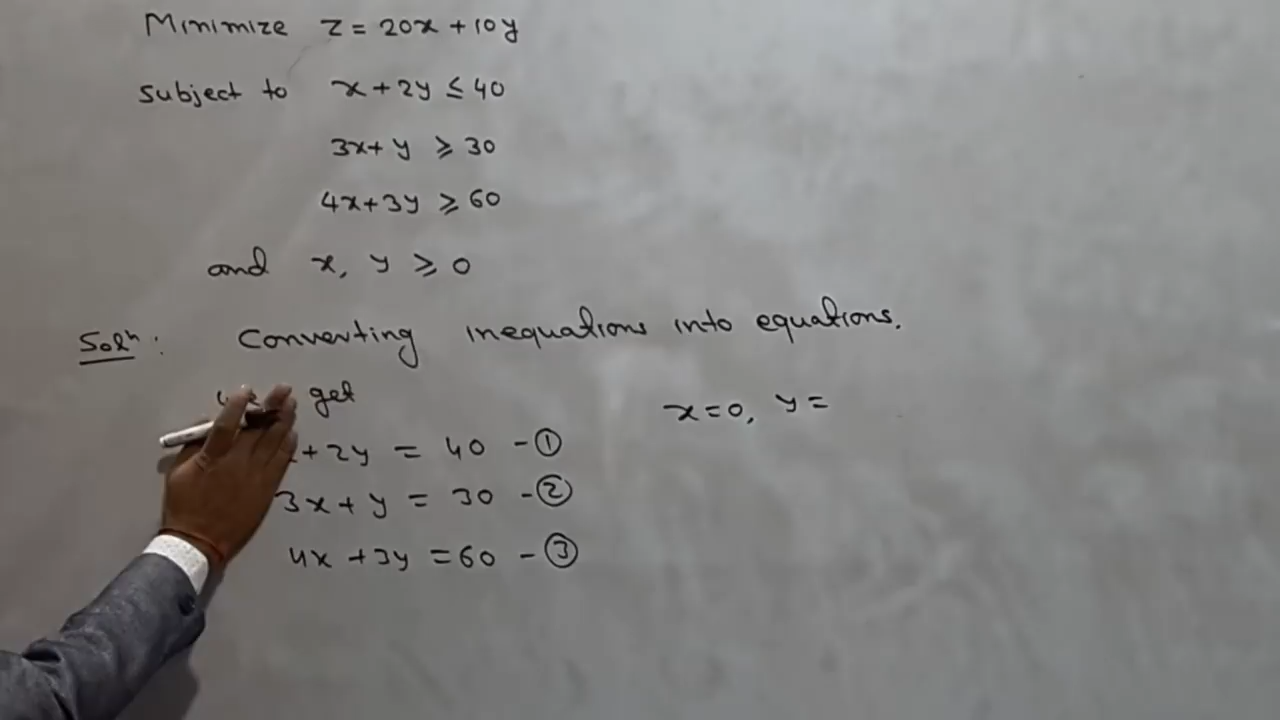 Minimize Z = 20x + 10y
Subject to x + 2y ≤ 40
3x + y ≥ 30
4x + 3y ≥ 60
and x, y ≥ 0
Solⁿ : Converting inequations into equations.
get
x = 0, y =
+ 2y = 40 - ①
3x + y = 30 - ②
4x + 3y = 60 - ③